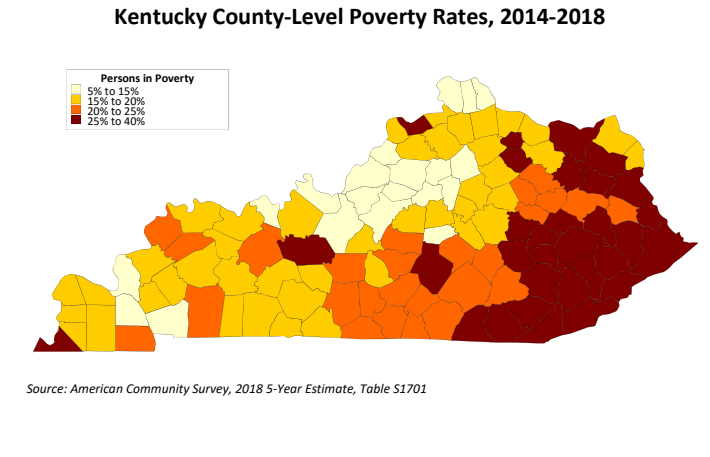 Kentucky County-Level Poverty Rates, 2014-2018
Persons in Poverty
5% to 15%
15% to 20%
20% to 25%
25% to 40%
Source: American Community Survey, 2018 5-Year Estimate, Table S1701